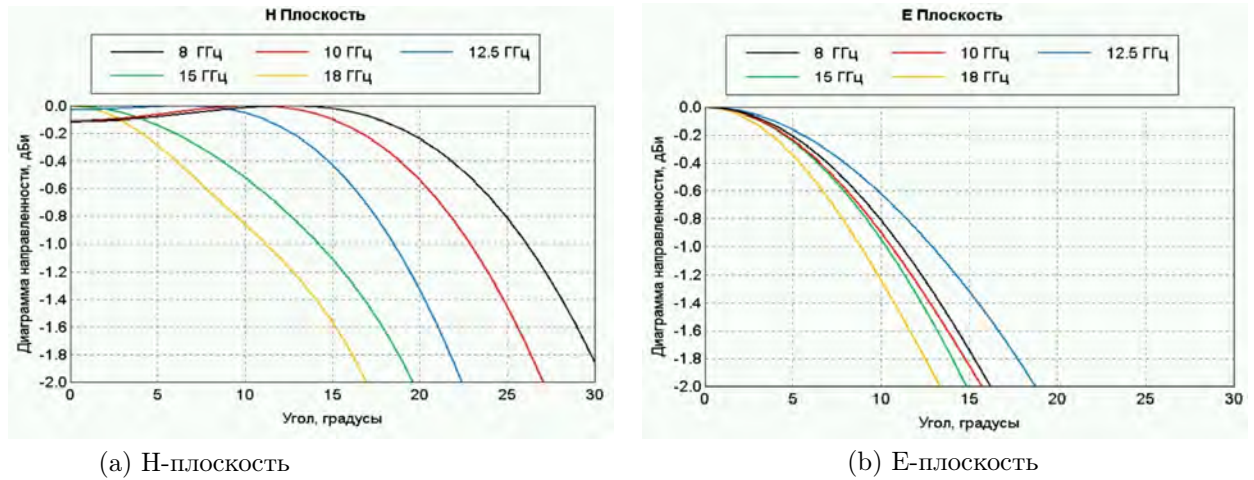 Н Плоскость
8 ГГц 10 ГГц 12.5 ГГц
15 ГГц 18 ГГц
Диаграмма направленности, дБи
0.0
-0.2
-0.4
-0.6
-0.8
-1.0
-1.2
-1.4
-1.6
-1.8
-2.0
0 5 10 15 20 25 30
Угол, градусы
(a) Н-плоскость
Е Плоскость
8 ГГц 10 ГГц 12.5 ГГц
15 ГГц 18 ГГц
Диаграмма направленности, дБи
0.0
-0.2
-0.4
-0.6
-0.8
-1.0
-1.2
-1.4
-1.6
-1.8
-2.0
0 5 10 15 20 25 30
Угол, градусы
(b) Е-плоскость